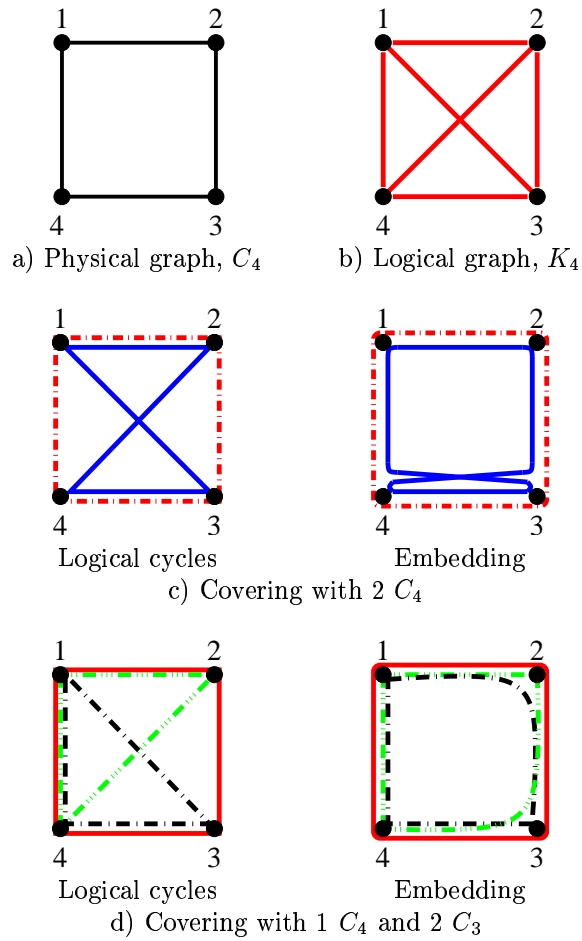 1 2 1 2
4 3 4 3
a) Physical graph, C4 b) Logical graph, K4
1 2 1 2
4 3 4 3
Logical cycles Embedding
c) Covering with 2 C4
1 2 1 2
4 3 4 3
Logical cycles Embedding
d) Covering with 1 C4 and 2 C3